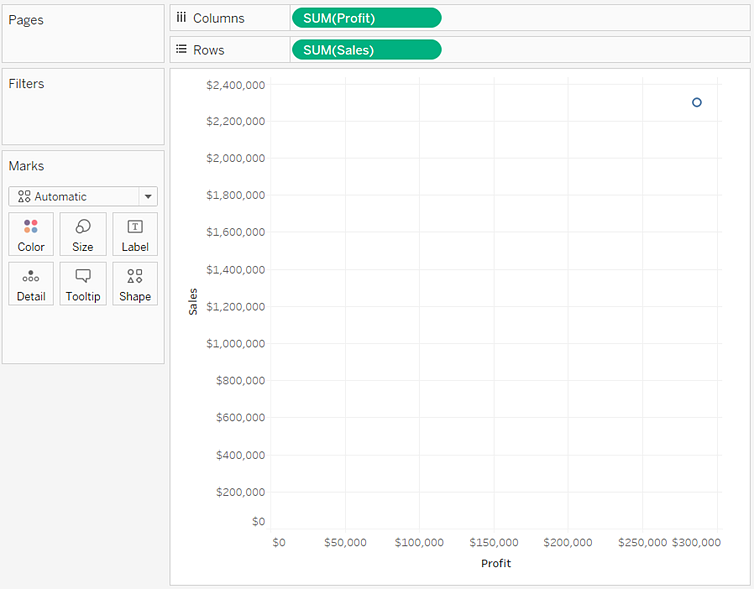 Pages
Columns SUM(Profit)
Rows SUM(Sales)
Filters
Marks
Automatic
Color Size Label
Detail Tooltip Shape
Sales
$2,400,000
$2,200,000
$2,000,000
$1,800,000
$1,600,000
$1,400,000
$1,200,000
$1,000,000
$800,000
$600,000
$400,000
$200,000
$0
$0 $50,000 $100,000 $150,000 $200,000 $250,000 $300,000
Profit